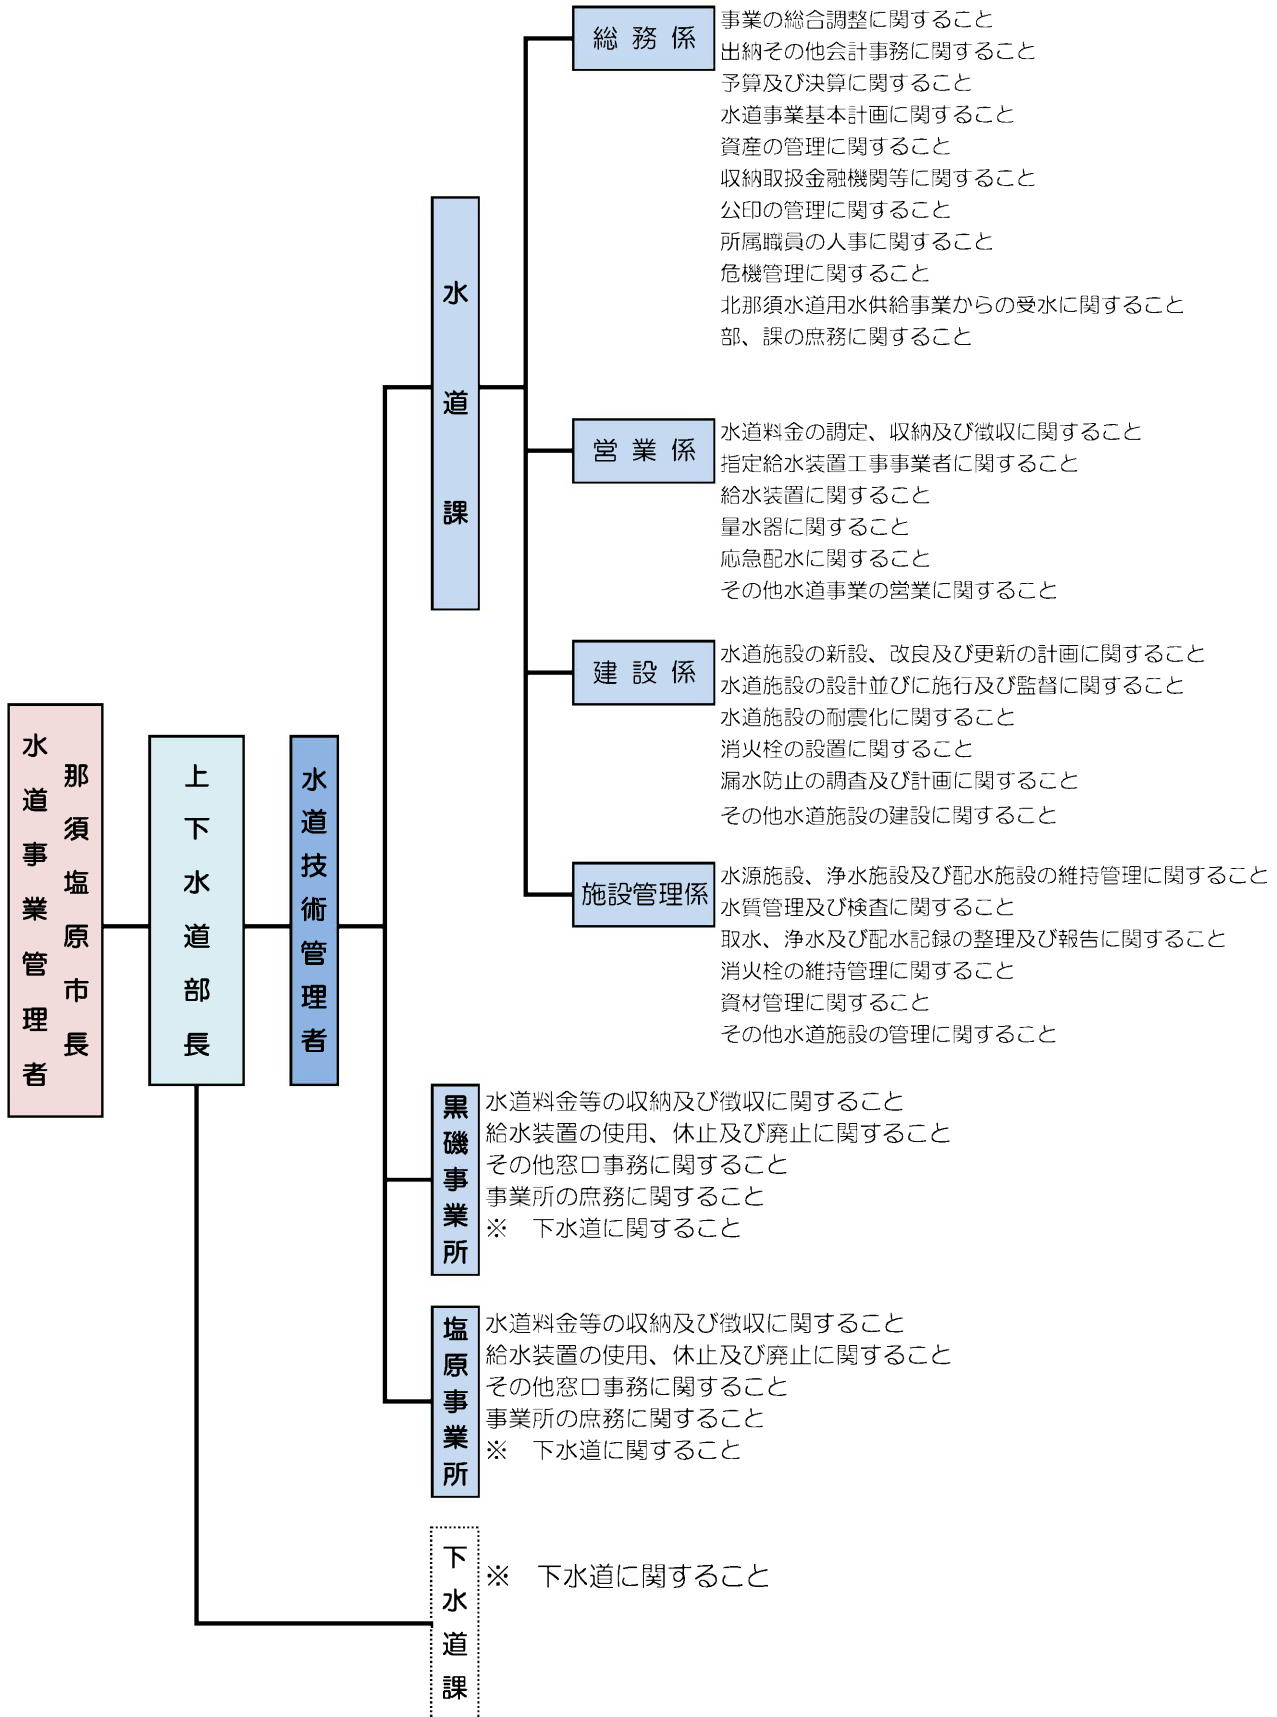 総務係
事業の総合調整に関すること
出納その他会計事務に関すること
予算及び決算に関すること
水道事業基本計画に関すること
資産の管理に関すること
収納取扱金融機関等に関すること
公印の管理に関すること
所属職員の人事に関すること
危機管理に関すること
北那須水道用水供給事業からの受水に関すること
部、課の庶務に関すること
水道課
営業係
水道料金の調定、収納及び徴収に関すること
指定給水装置工事事業者に関すること
給水装置に関すること
量水器に関すること
応急配水に関すること
その他水道事業の営業に関すること
建設係
水道施設の新設、改良及び更新の計画に関すること
水道施設の設計並びに施行及び監督に関すること
水道施設の耐震化に関すること
消火栓の設置に関すること
漏水防止の調査及び計画に関すること
その他水道施設の建設に関すること
那須塩原市長
水道事業管理者
上下水道部長
水道技術管理者
施設管理係
水源施設、浄水施設及び配水施設の維持管理に関すること
水質管理及び検査に関すること
取水、浄水及び配水記録の整理及び報告に関すること
消火栓の維持管理に関すること
資材管理に関すること
その他水道施設の管理に関すること
黒磯事業所
水道料金等の収納及び徴収に関すること
給水装置の使用、休止及び廃止に関すること
その他窓口事務に関すること
事業所の庶務に関すること
※　下水道に関すること
塩原事業所
水道料金等の収納及び徴収に関すること
給水装置の使用、休止及び廃止に関すること
その他窓口事務に関すること
事業所の庶務に関すること
※　下水道に関すること
下水道課
※　下水道に関すること